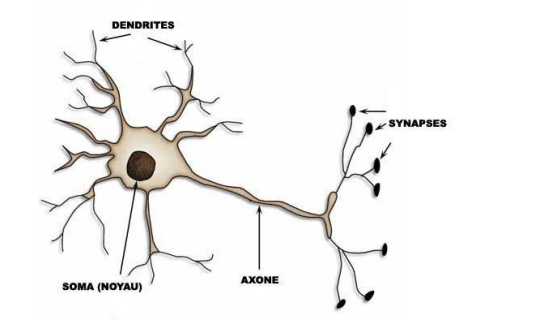 DENDRITES
SYNAPSES
SOMA (NOYAU)
AXONE